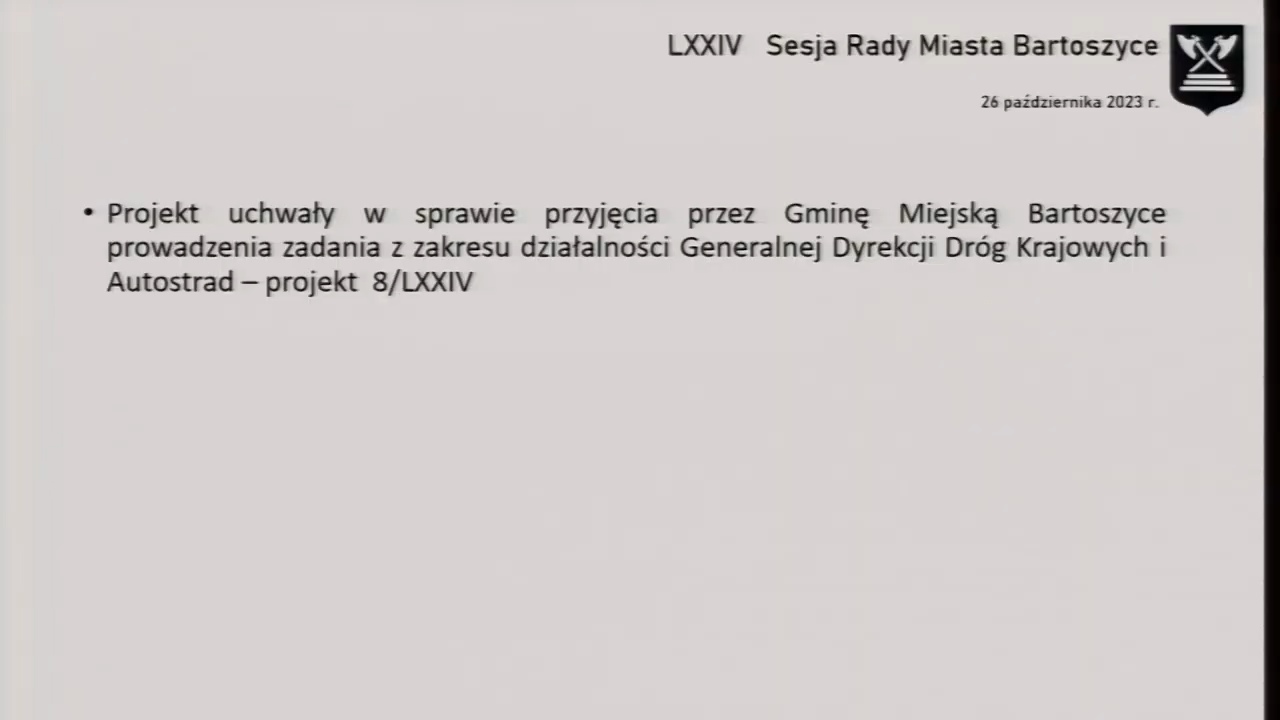 LXXIV Sesja Rady Miasta Bartoszyce
26 października 2023 r.
• Projekt uchwały w sprawie przyjęcia przez Gminę Miejską Bartoszyce
prowadzenia zadania z zakresu działalności Generalnej Dyrekcji Dróg Krajowych i
Autostrad – projekt 8/LXXIV